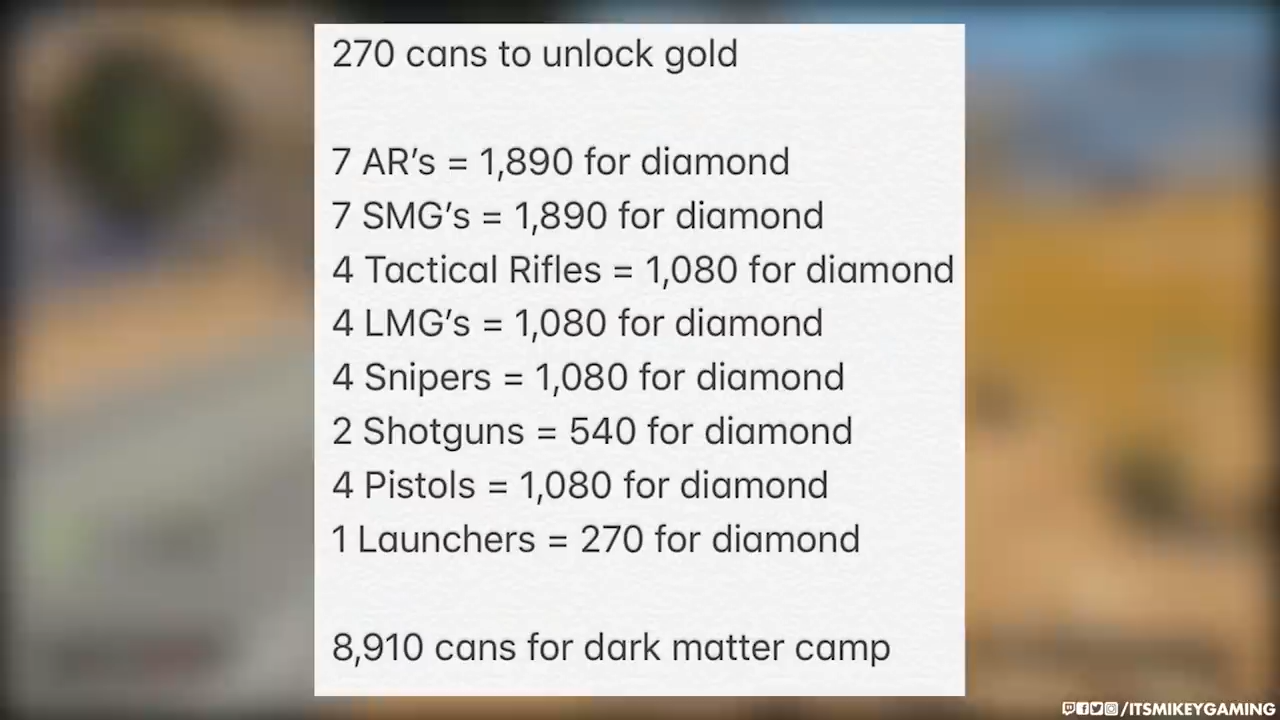 270 cans to unlock gold
7 AR’s = 1,890 for diamond
7 SMG’s = 1,890 for diamond
4 Tactical Rifles = 1,080 for diamond
4 LMG’s = 1,080 for diamond
4 Snipers = 1,080 for diamond
2 Shotguns = 540 for diamond
4 Pistols = 1,080 for diamond
1 Launchers = 270 for diamond
8,910 cans for dark matter camp
/ITSMIKEYGAMING